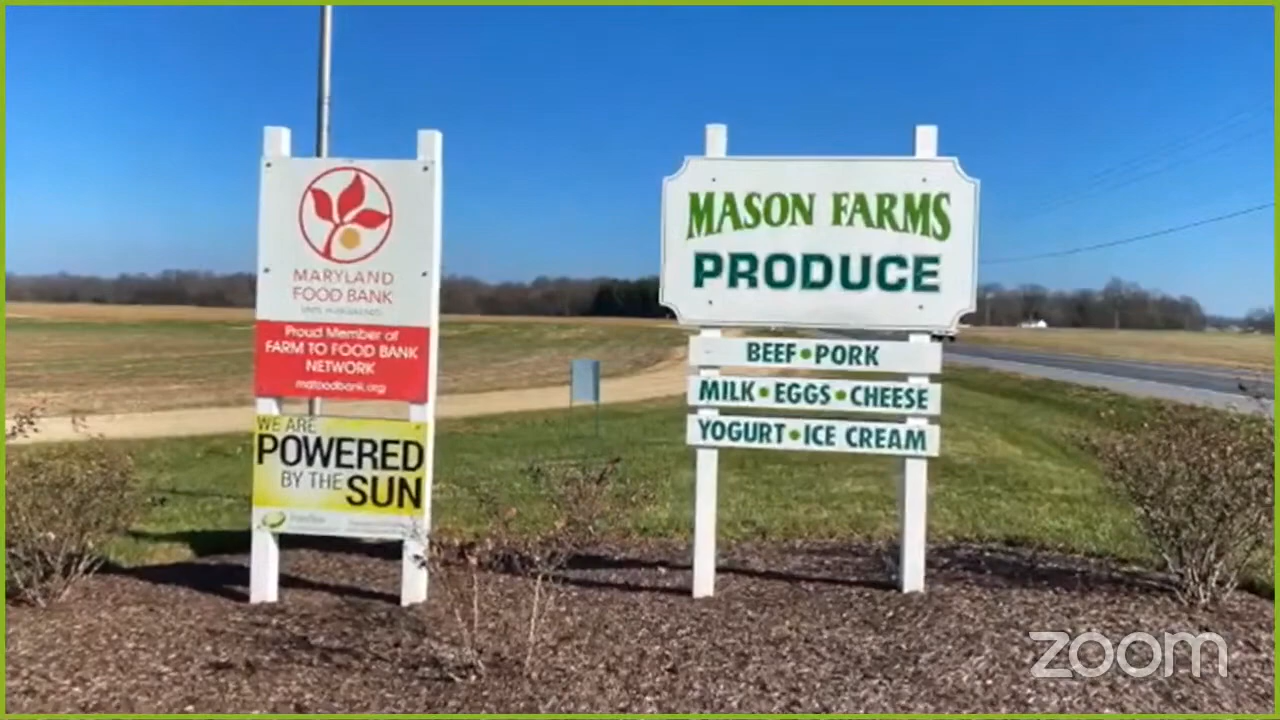 MARYLAND
FOOD BANK
Proud Member of
FARM TO FOOD BANK
NETWORK
mdfoodbank.org
WE ARE
POWERED
BY THE
SUN
MASON FARMS
PRODUCE
BEEF•PORK
MILK•EGGS•CHEESE
YOGURT•ICE CREAM
zoom